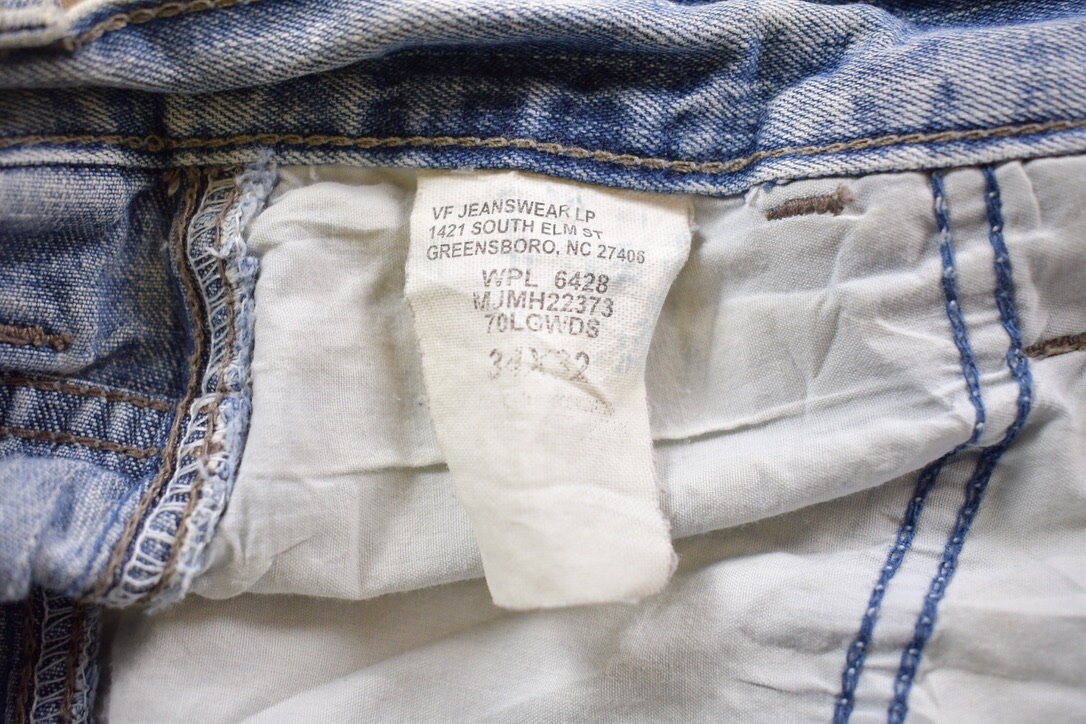 VF JEANSWEAR LP
1421 SOUTH ELM ST
GREENSBORO, NC 27406
WPL 6428
MJMH22373
70LGWDS
34X32